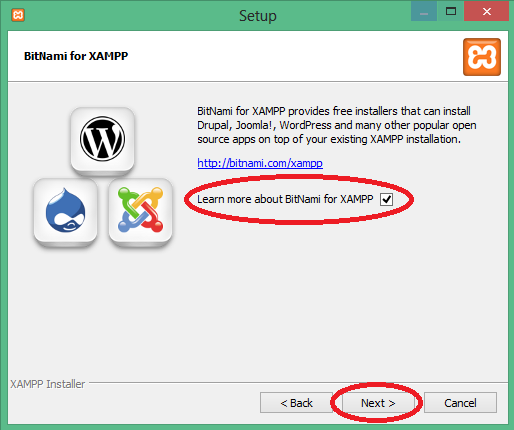 Setup
BitNami for XAMPP
BitNami for XAMPP provides free installers that can install
Drupal, Joomla!, WordPress and many other popular open
source apps on top of your existing XAMPP installation.
http://bitnami.com/xampp
Learn more about BitNami for XAMPP
XAMPP Installer
< Back
Next >
Cancel